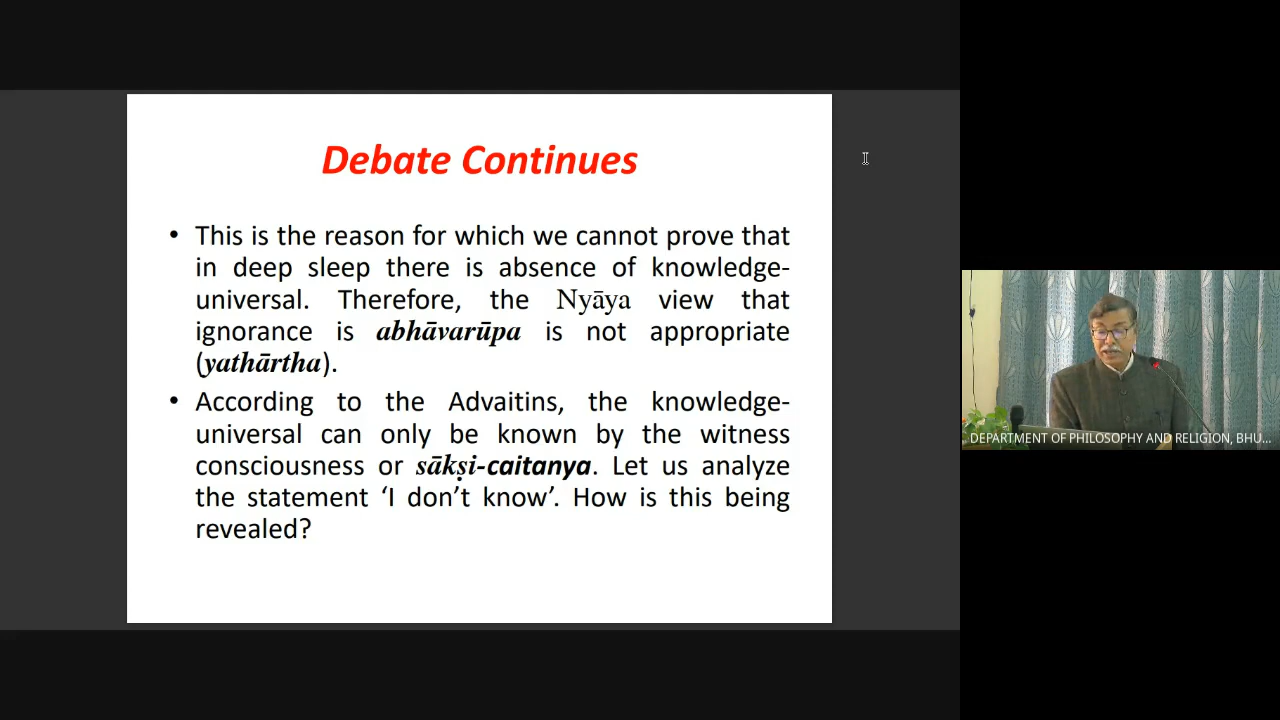 Debate Continues
• This is the reason for which we cannot prove that
in deep sleep there is absence of knowledge-
universal. Therefore, the Nyāya view that
ignorance is abhāvarūpa is not appropriate
(yathārtha).
• According to the Advaitins, the knowledge-
universal can only be known by the witness
consciousness or sākṣi-caitanya. Let us analyze
the statement ‘I don’t know’. How is this being
revealed?
DEPARTMENT OF PHILOSOPHY AND RELIGION, BHU...